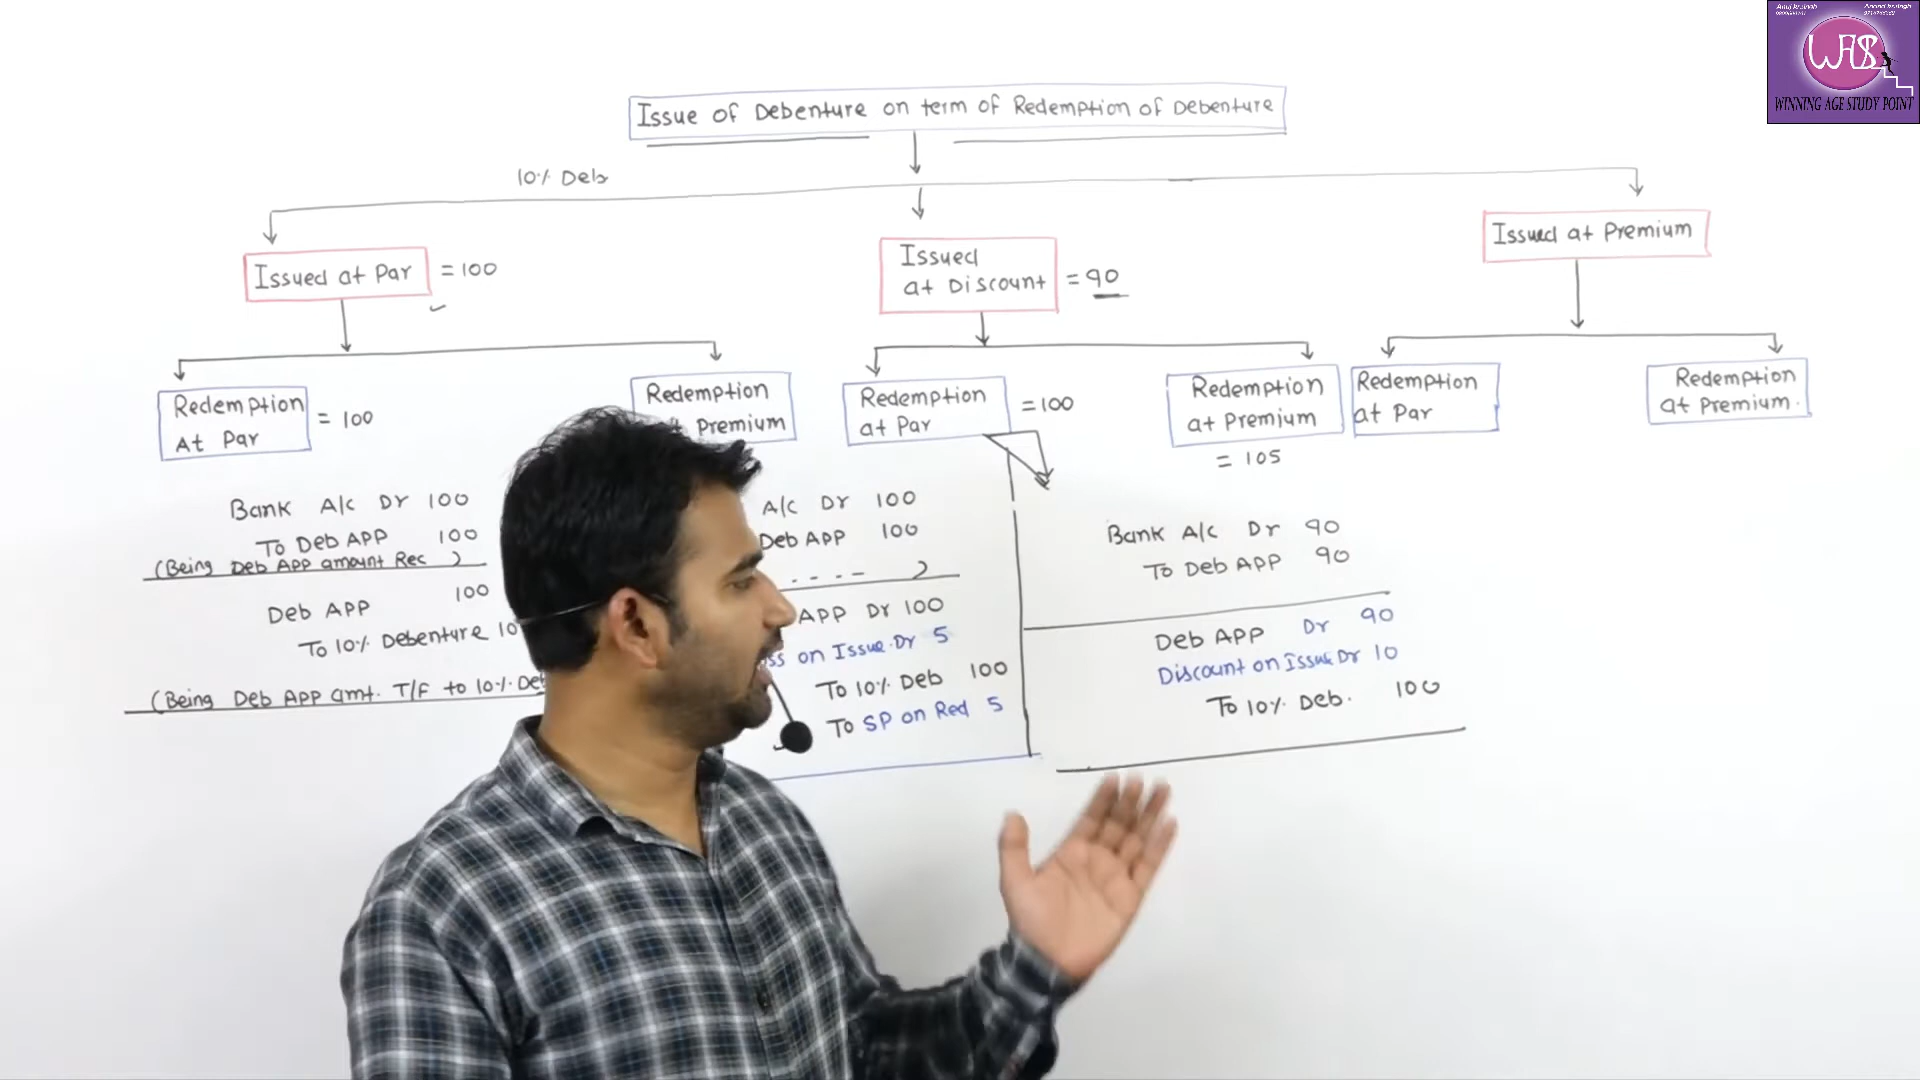 WAS
WINNING AGE STUDY POINT
Issue of Debenture on term of Redemption of Debenture
10% Deb
Issued at Par = 100
Issued
at Discount = 90
Issued at Premium
Redemption
At Par = 100
Redemption
Premium
Redemption
at Par = 100
Redemption
at Premium
= 105
Redemption
at Par
Redemption
at Premium.
Bank A/c Dr 100
To Deb APP 100
(Being Deb APP amount Rec )
Deb APP 100
To 10% Debenture 10
(Being Deb APP amt. T/F to 10% De
A/c Dr 100
Deb APP 100
. - - - )
APP Dr 100
ss on Issue Dr 5
To 10% Deb 100
To SP on Red 5
Bank A/c Dr 90
To Deb APP 90
Deb APP Dr 90
Discount on Issue Dr 10
To 10% Deb. 100